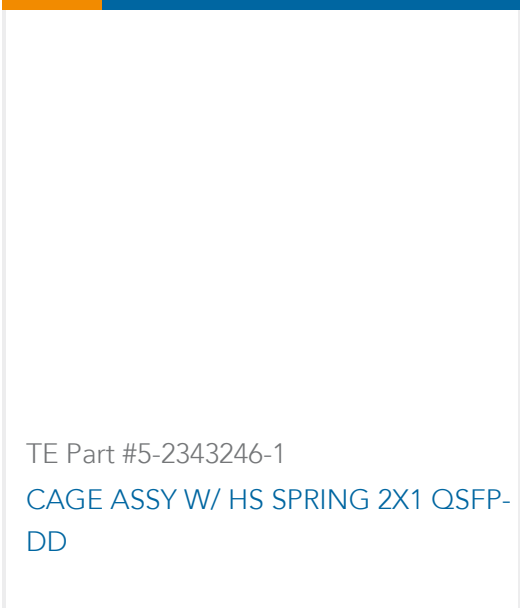 TE Part #5-2343246-1
CAGE ASSY W/ HS SPRING 2X1 QSFP-
DD